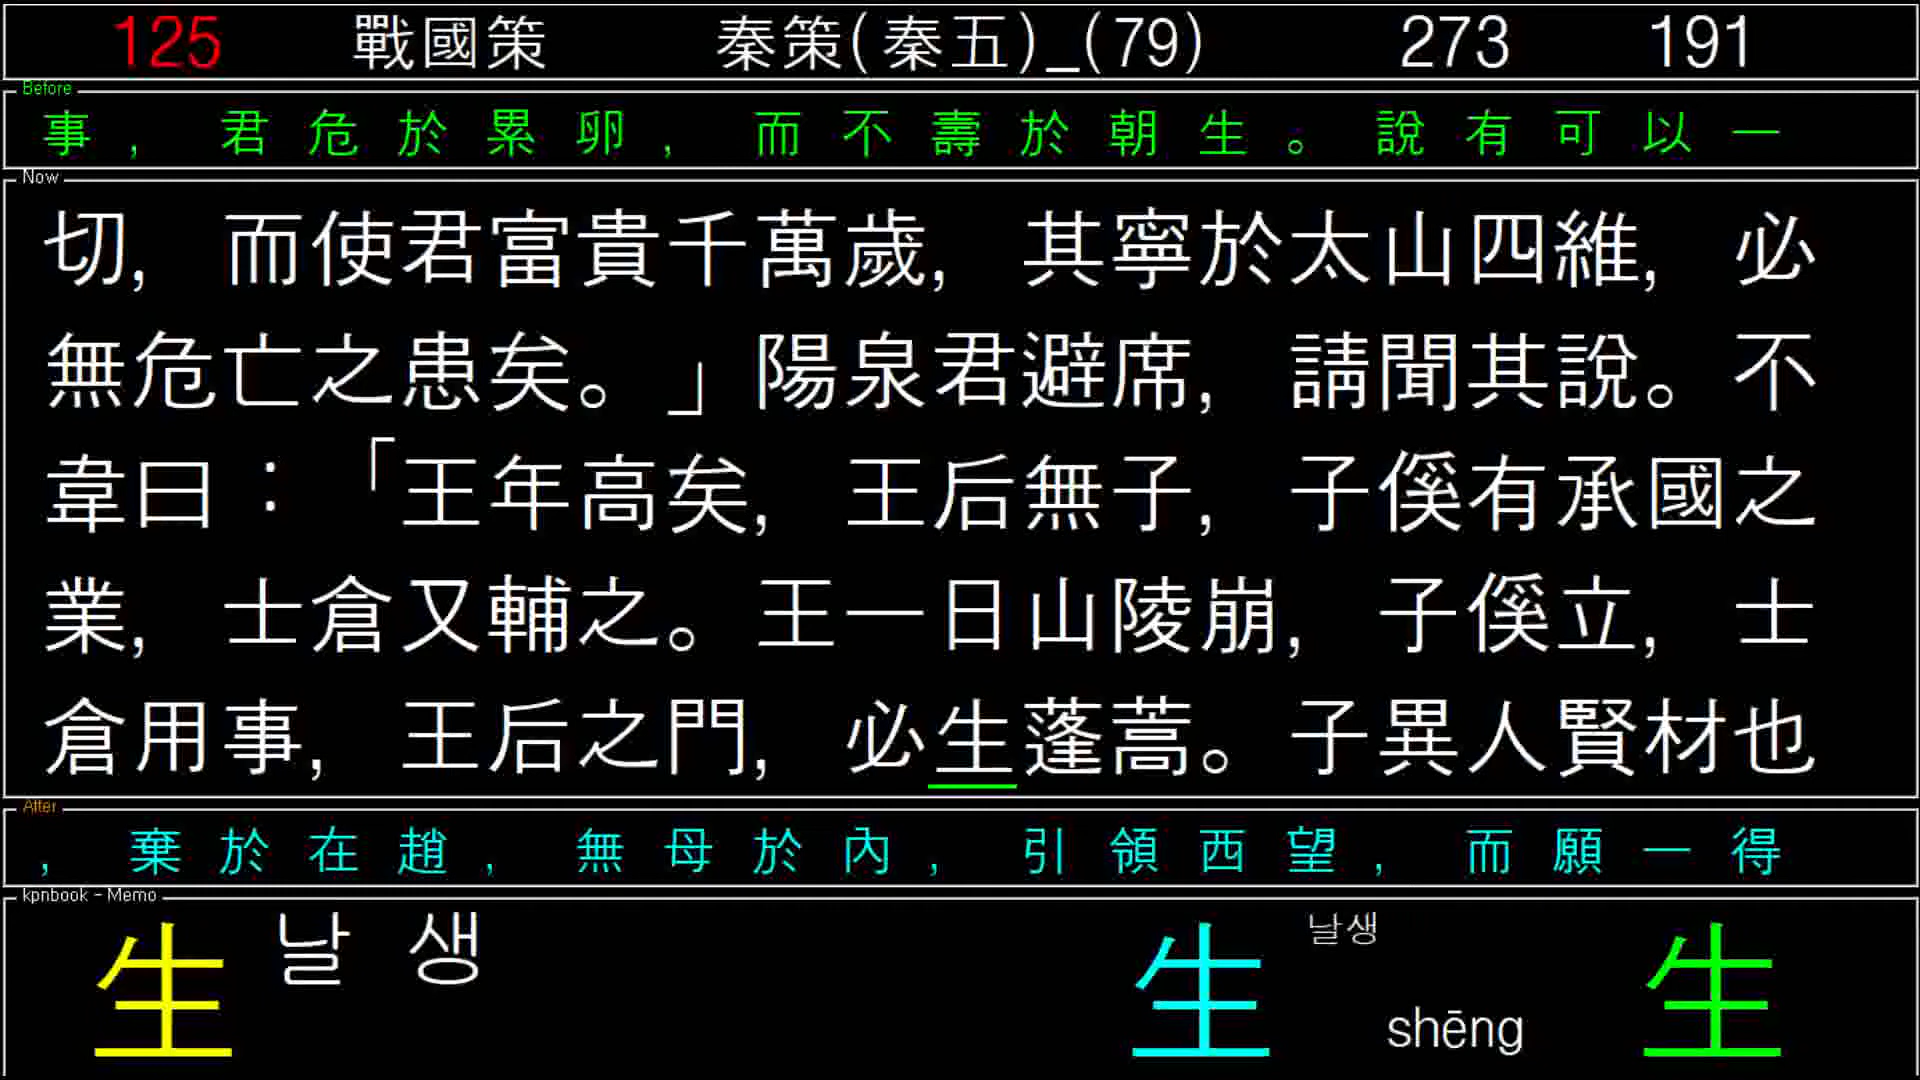 125 戰國策 秦策(秦五)_(79) 273 191
Before
事, 君危於累卵, 而不壽於朝生。說有可以一
Now
切, 而使君富貴千萬歲, 其寧於太山四維, 必
無危亡之患矣。」陽泉君避席, 請聞其說。不
韋曰:「王年高矣, 王后無子, 子傒有承國之
業, 士倉又輔之。王一日山陵崩, 子傒立, 士
倉用事, 王后之門, 必生蓬蒿。子異人賢材也
After
, 棄於在趙, 無母於內, 引領西望, 而願一得
kpnbook - Memo
生 날 생 生 날생 shēng 生